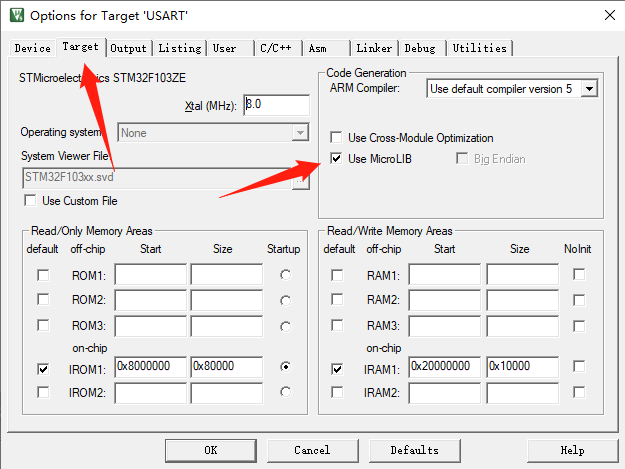 Options for Target 'USART'
Device Target Output Listing User C/C++ Asm Linker Debug Utilities
STMicroelectronics STM32F103ZE
Xtal (MHz): 8.0
Operating system: None
System Viewer File
STM32F103xx.svd
Use Custom File
Code Generation
ARM Compiler: Use default compiler version 5
Use Cross-Module Optimization
Use MicroLIB Big Endian
Read/Only Memory Areas
default off-chip Start Size Startup
ROM1:
ROM2:
ROM3:
on-chip
IROM1: 0x8000000 0x80000
IROM2:
Read/Write Memory Areas
default off-chip Start Size NoInit
RAM1:
RAM2:
RAM3:
on-chip
IRAM1: 0x20000000 0x10000
IRAM2:
OK Cancel Defaults Help